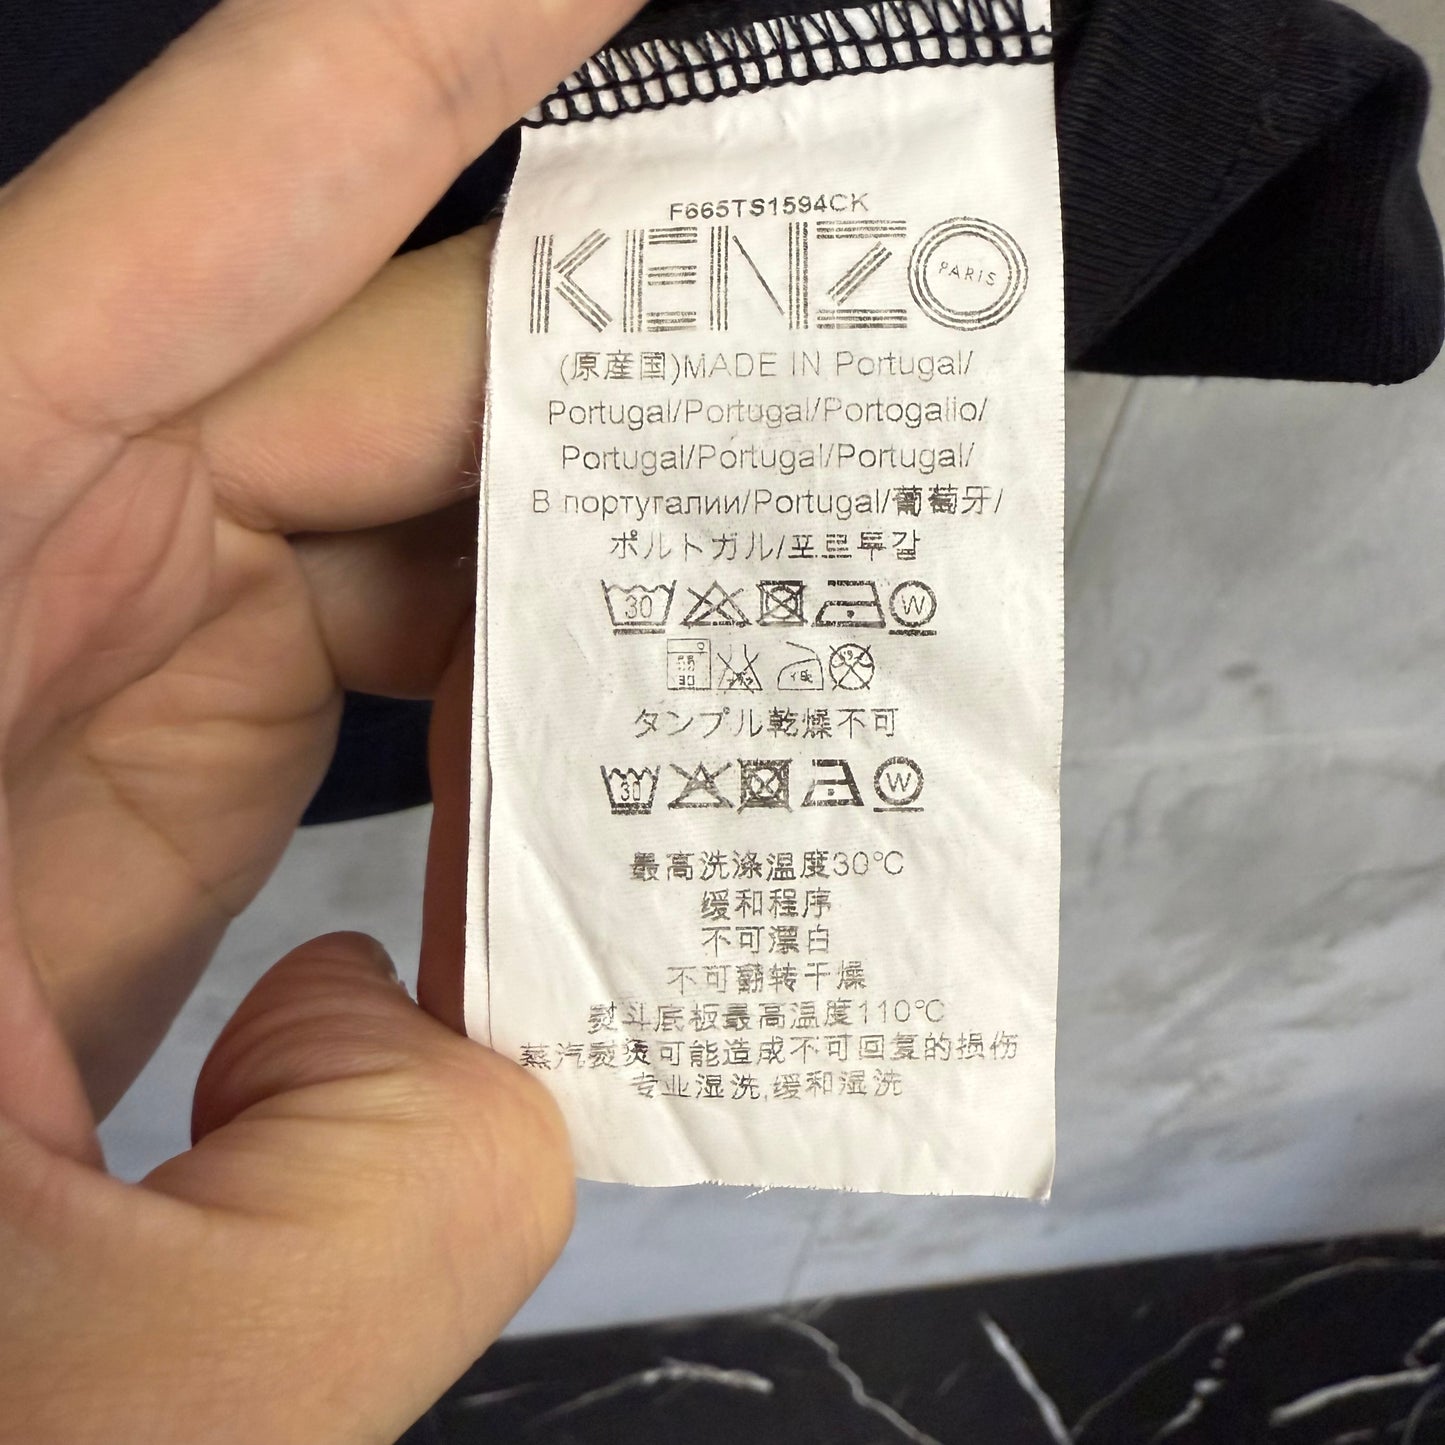 F665TS1594CK
KENZO PARIS
(原産国)MADE IN Portugal/
Portugal/Portugal/Portogallo/
Portugal/Portugal/Portugal/
В португалии/Portugal/葡萄牙/
ポルトガル/포르투갈
30 W
低
タンブル乾燥不可
30 W
最高洗涤温度30°C
缓和程序
不可漂白
不可翻转干燥
熨斗底板最高温度110°C
蒸汽熨烫可能造成不可回复的损伤
专业湿洗,缓和湿洗